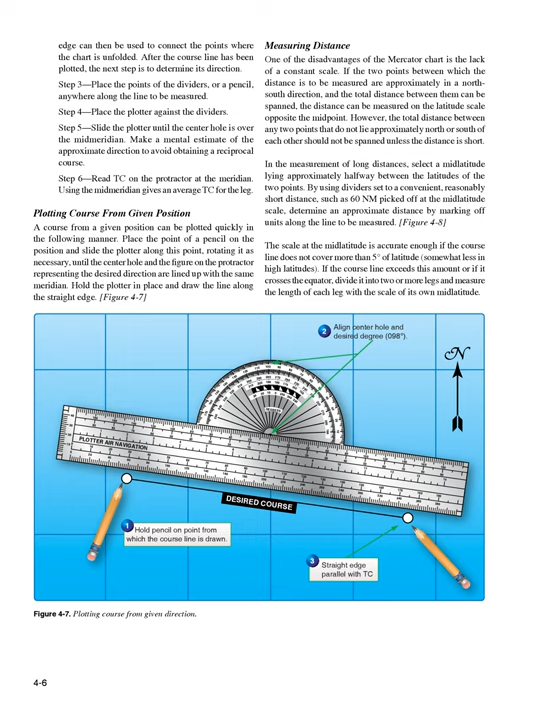 edge can then be used to connect the points where
the chart is unfolded. After the course line has been
plotted, the next step is to determine its direction.
Step 3—Place the points of the dividers, or a pencil,
anywhere along the line to be measured.
Step 4—Place the plotter against the dividers.
Step 5—Slide the plotter until the center hole is over
the midmeridian. Make a mental estimate of the
approximate direction to avoid obtaining a reciprocal
course.
Step 6—Read TC on the protractor at the meridian.
Using the midmeridian gives an average TC for the leg.
Plotting Course From Given Position
A course from a given position can be plotted quickly in
the following manner. Place the point of a pencil on the
position and slide the plotter along this point, rotating it as
necessary, until the center hole and the figure on the protractor
representing the desired direction are lined up with the same
meridian. Hold the plotter in place and draw the line along
the straight edge. [Figure 4-7]
Measuring Distance
One of the disadvantages of the Mercator chart is the lack
of a constant scale. If the two points between which the
distance is to be measured are approximately in a north-
south direction, and the total distance between them can be
spanned, the distance can be measured on the latitude scale
opposite the midpoint. However, the total distance between
any two points that do not lie approximately north or south of
each other should not be spanned unless the distance is short.
In the measurement of long distances, select a midlatitude
lying approximately halfway between the latitudes of the
two points. By using dividers set to a convenient, reasonably
short distance, such as 60 NM picked off at the midlatitude
scale, determine an approximate distance by marking off
units along the line to be measured. [Figure 4-8]
The scale at the midlatitude is accurate enough if the course
line does not cover more than 5° of latitude (somewhat less in
high latitudes). If the course line exceeds this amount or if it
crosses the equator, divide it into two or more legs and measure
the length of each leg with the scale of its own midlatitude.
2 Align center hole and
desired degree (098°).
N
PLOTTER AIR NAVIGATION
DESIRED COURSE
1 Hold pencil on point from
which the course line is drawn.
3 Straight edge
parallel with TC
Figure 4-7. Plotting course from given direction.
4-6